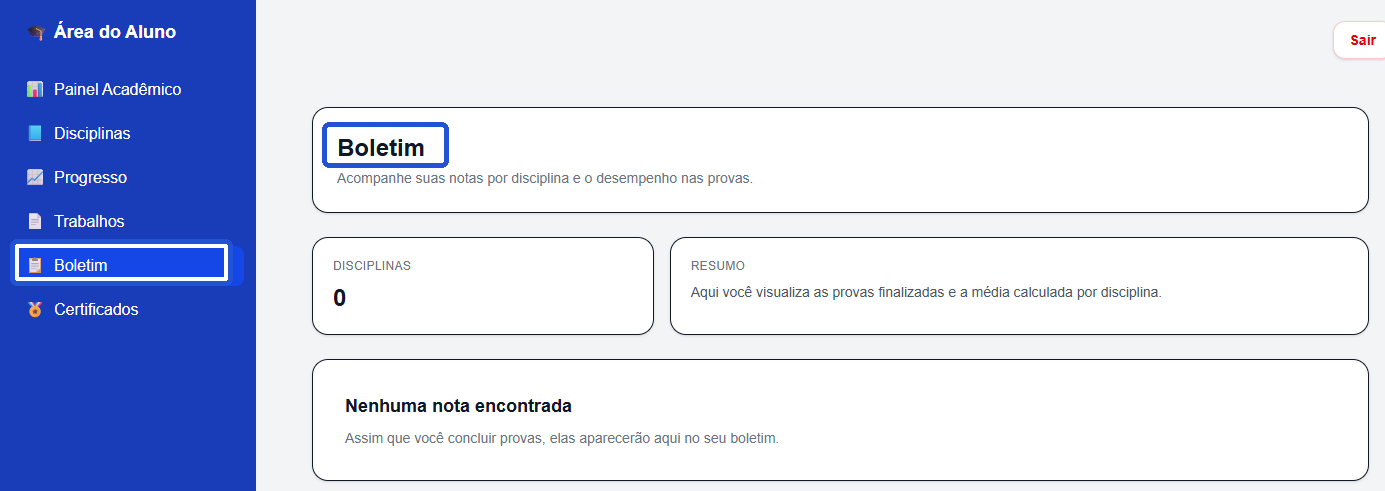 Área do Aluno
Painel Acadêmico
Disciplinas
Progresso
Trabalhos
Boletim
Certificados
Sair
Boletim
Acompanhe suas notas por disciplina e o desempenho nas provas.
DISCIPLINAS
0
RESUMO
Aqui você visualiza as provas finalizadas e a média calculada por disciplina.
Nenhuma nota encontrada
Assim que você concluir provas, elas aparecerão aqui no seu boletim.